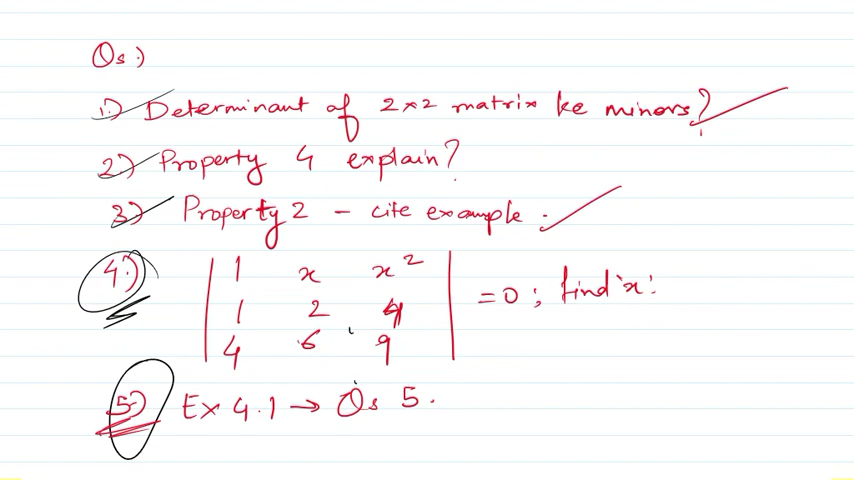 Qs:)
1:) Determinant of 2×2 matrix ke minors?
2:) Property 4 explain?
3:) Property 2 - cite example.
4:) | 1 x x² |
| 1 2 4 | = 0 ; find 'x'.
| 4 6 9 |
5:) Ex 4.1 → Qs 5.